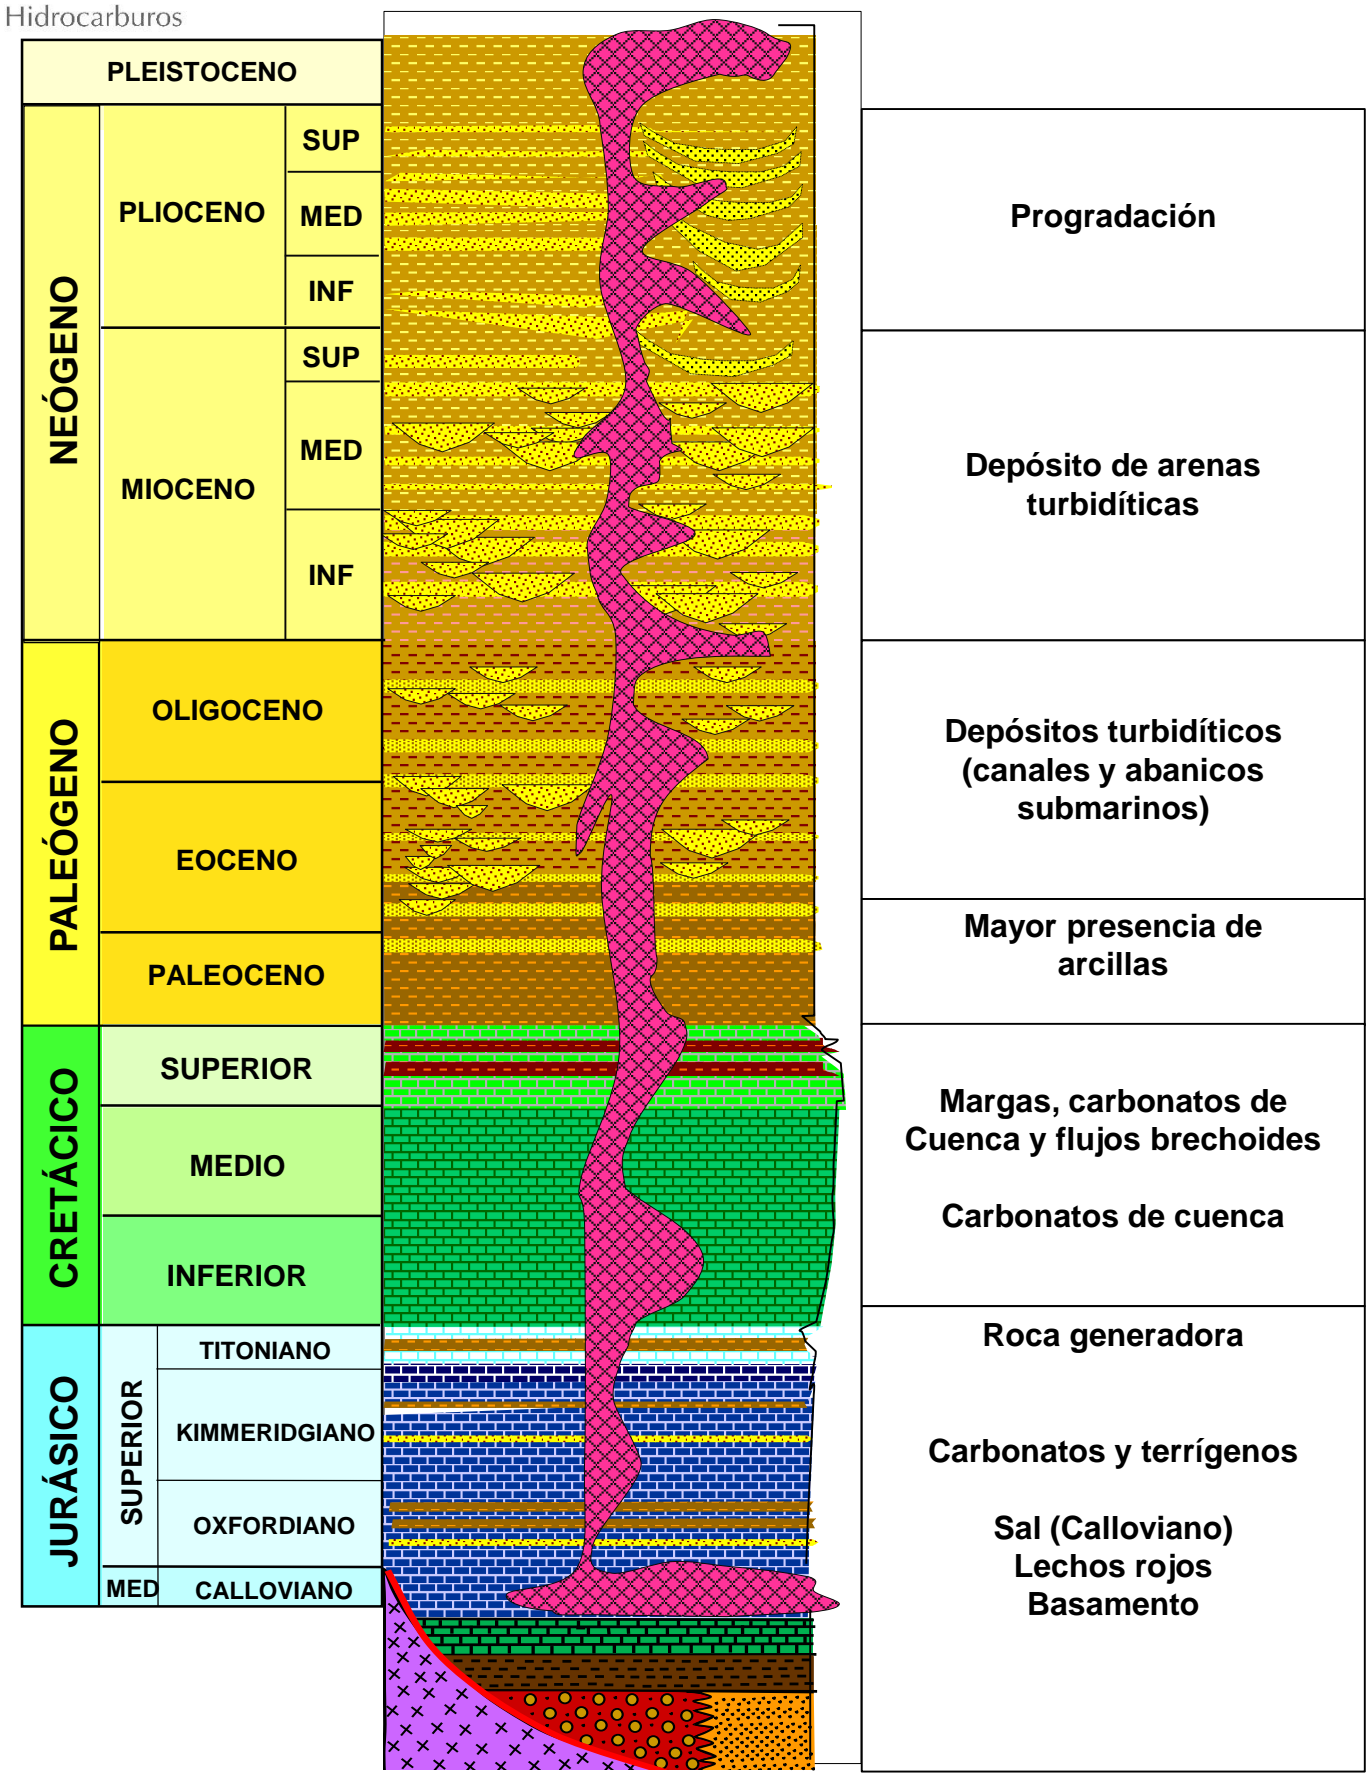 Hidrocarburos
PLEISTOCENO
NEÓGENO
PLIOCENO
SUP
MED
INF
Progradación
MIOCENO
SUP
MED
INF
Depósito de arenas
turbidíticas
PALEÓGENO
OLIGOCENO
EOCENO
PALEOCENO
Depósitos turbidíticos
(canales y abanicos
submarinos)
Mayor presencia de
arcillas
CRETÁCICO
SUPERIOR
MEDIO
INFERIOR
Margas, carbonatos de
Cuenca y flujos brechoides
Carbonatos de cuenca
JURÁSICO
SUPERIOR
TITONIANO
KIMMERIDGIANO
OXFORDIANO
MED
CALLOVIANO
Roca generadora
Carbonatos y terrígenos
Sal (Calloviano)
Lechos rojos
Basamento